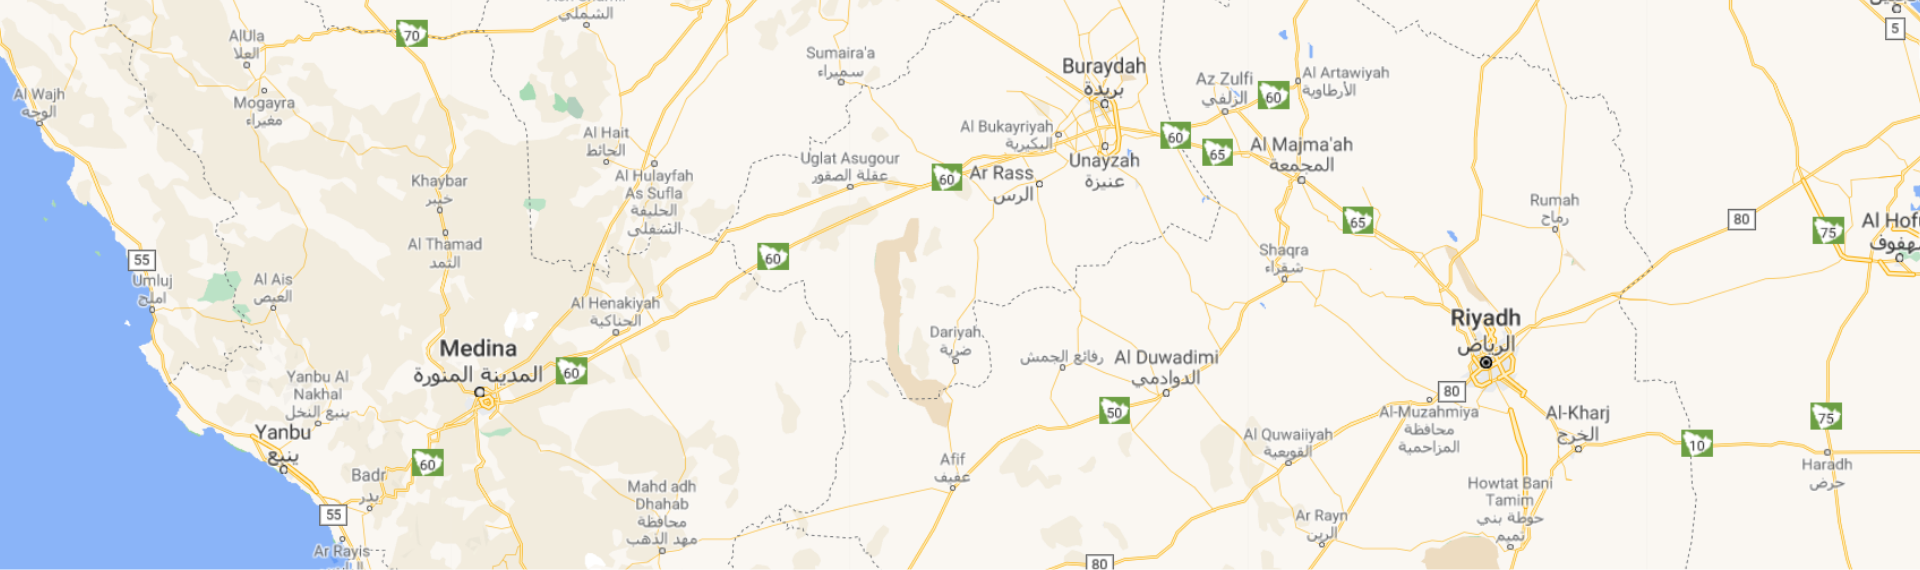 الشملي
70
5
AlUla
العلا
Sumaira'a
سميراء
Buraydah
بريدة
Az Zulfi
الزلفي
60
Al Artawiyah
الأرطاوية
Al Wajh
الوجه
Mogayra
مغيراء
Al Hait
الحائط
Al Bukayriyah
البكيرية
60
65
Al Majma'ah
المجمعة
Unayzah
عنيزة
Uglat Asugour
عقلة الصقور
60
Ar Rass
الرس
Khaybar
خيبر
Al Hulayfah
As Sufla
الحليفة
السفلى
Rumah
رماح
65
80
75
Al Hof
هفوف
Al Thamad
الثمد
55
60
Shaqra
شقراء
Umluj
املج
Al Ais
العيص
Al Henakiyah
الحناكية
Riyadh
الرياض
Dariyah
ضرية
رفائع الجمش
Al Duwadimi
الدوادمي
Medina
المدينة المنورة
60
Yanbu Al
Nakhal
ينبع النخل
80
50
Al-Muzahmiya
محافظة
المزاحمية
Al-Kharj
الخرج
75
10
Yanbu
ينبع
Al Quwaiiyah
القويعية
60
Badr
بدر
Afif
عفيف
Haradh
حرض
Mahd adh
Dhahab
محافظة
مهد الذهب
Howtat Bani
Tamim
حوطة بني
تميم
55
Ar Rayn
الرين
Ar Rayis
80